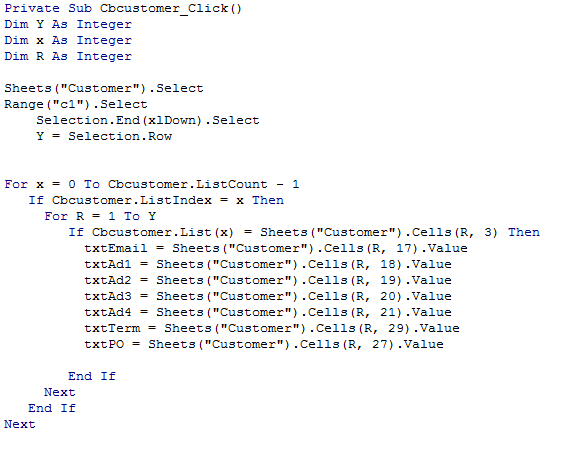 Private Sub Cbcustomer_Click()
Dim Y As Integer
Dim x As Integer
Dim R As Integer

Sheets("Customer").Select
Range("c1").Select
    Selection.End(xlDown).Select
    Y = Selection.Row


For x = 0 To Cbcustomer.ListCount - 1
   If Cbcustomer.ListIndex = x Then
     For R = 1 To Y
        If Cbcustomer.List(x) = Sheets("Customer").Cells(R, 3) Then
          txtEmail = Sheets("Customer").Cells(R, 17).Value
          txtAd1 = Sheets("Customer").Cells(R, 18).Value
          txtAd2 = Sheets("Customer").Cells(R, 19).Value
          txtAd3 = Sheets("Customer").Cells(R, 20).Value
          txtAd4 = Sheets("Customer").Cells(R, 21).Value
          txtTerm = Sheets("Customer").Cells(R, 29).Value
          txtPO = Sheets("Customer").Cells(R, 27).Value

        End If
     Next
   End If
Next